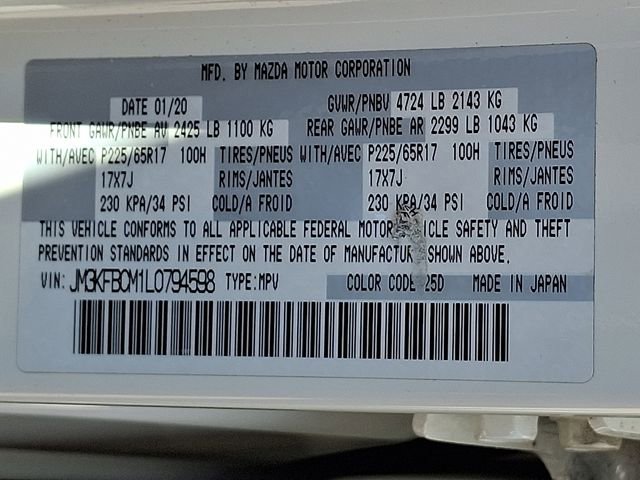 MFD. BY MAZDA MOTOR CORPORATION
DATE 01/20 GVWR/PNBV 4724 LB 2143 KG
FRONT GAWR/PNBE AV 2425 LB 1100 KG REAR GAWR/PNBE AR 2299 LB 1043 KG
WITH/AVEC P225/65R17 100H TIRES/PNEUS WITH/AVEC P225/65R17 100H TIRES/PNEUS
17X7J RIMS/JANTES 17X7J RIMS/JANTES
230 KPA/34 PSI COLD/A FROID 230 KPA/34 PSI COLD/A FROID
THIS VEHICLE CONFORMS TO ALL APPLICABLE FEDERAL MOTOR VEHICLE SAFETY AND THEFT
PREVENTION STANDARDS IN EFFECT ON THE DATE OF MANUFACTURE SHOWN ABOVE.
VIN: JM3KFBCM1L0794598 TYPE:MPV COLOR CODE 25D MADE IN JAPAN